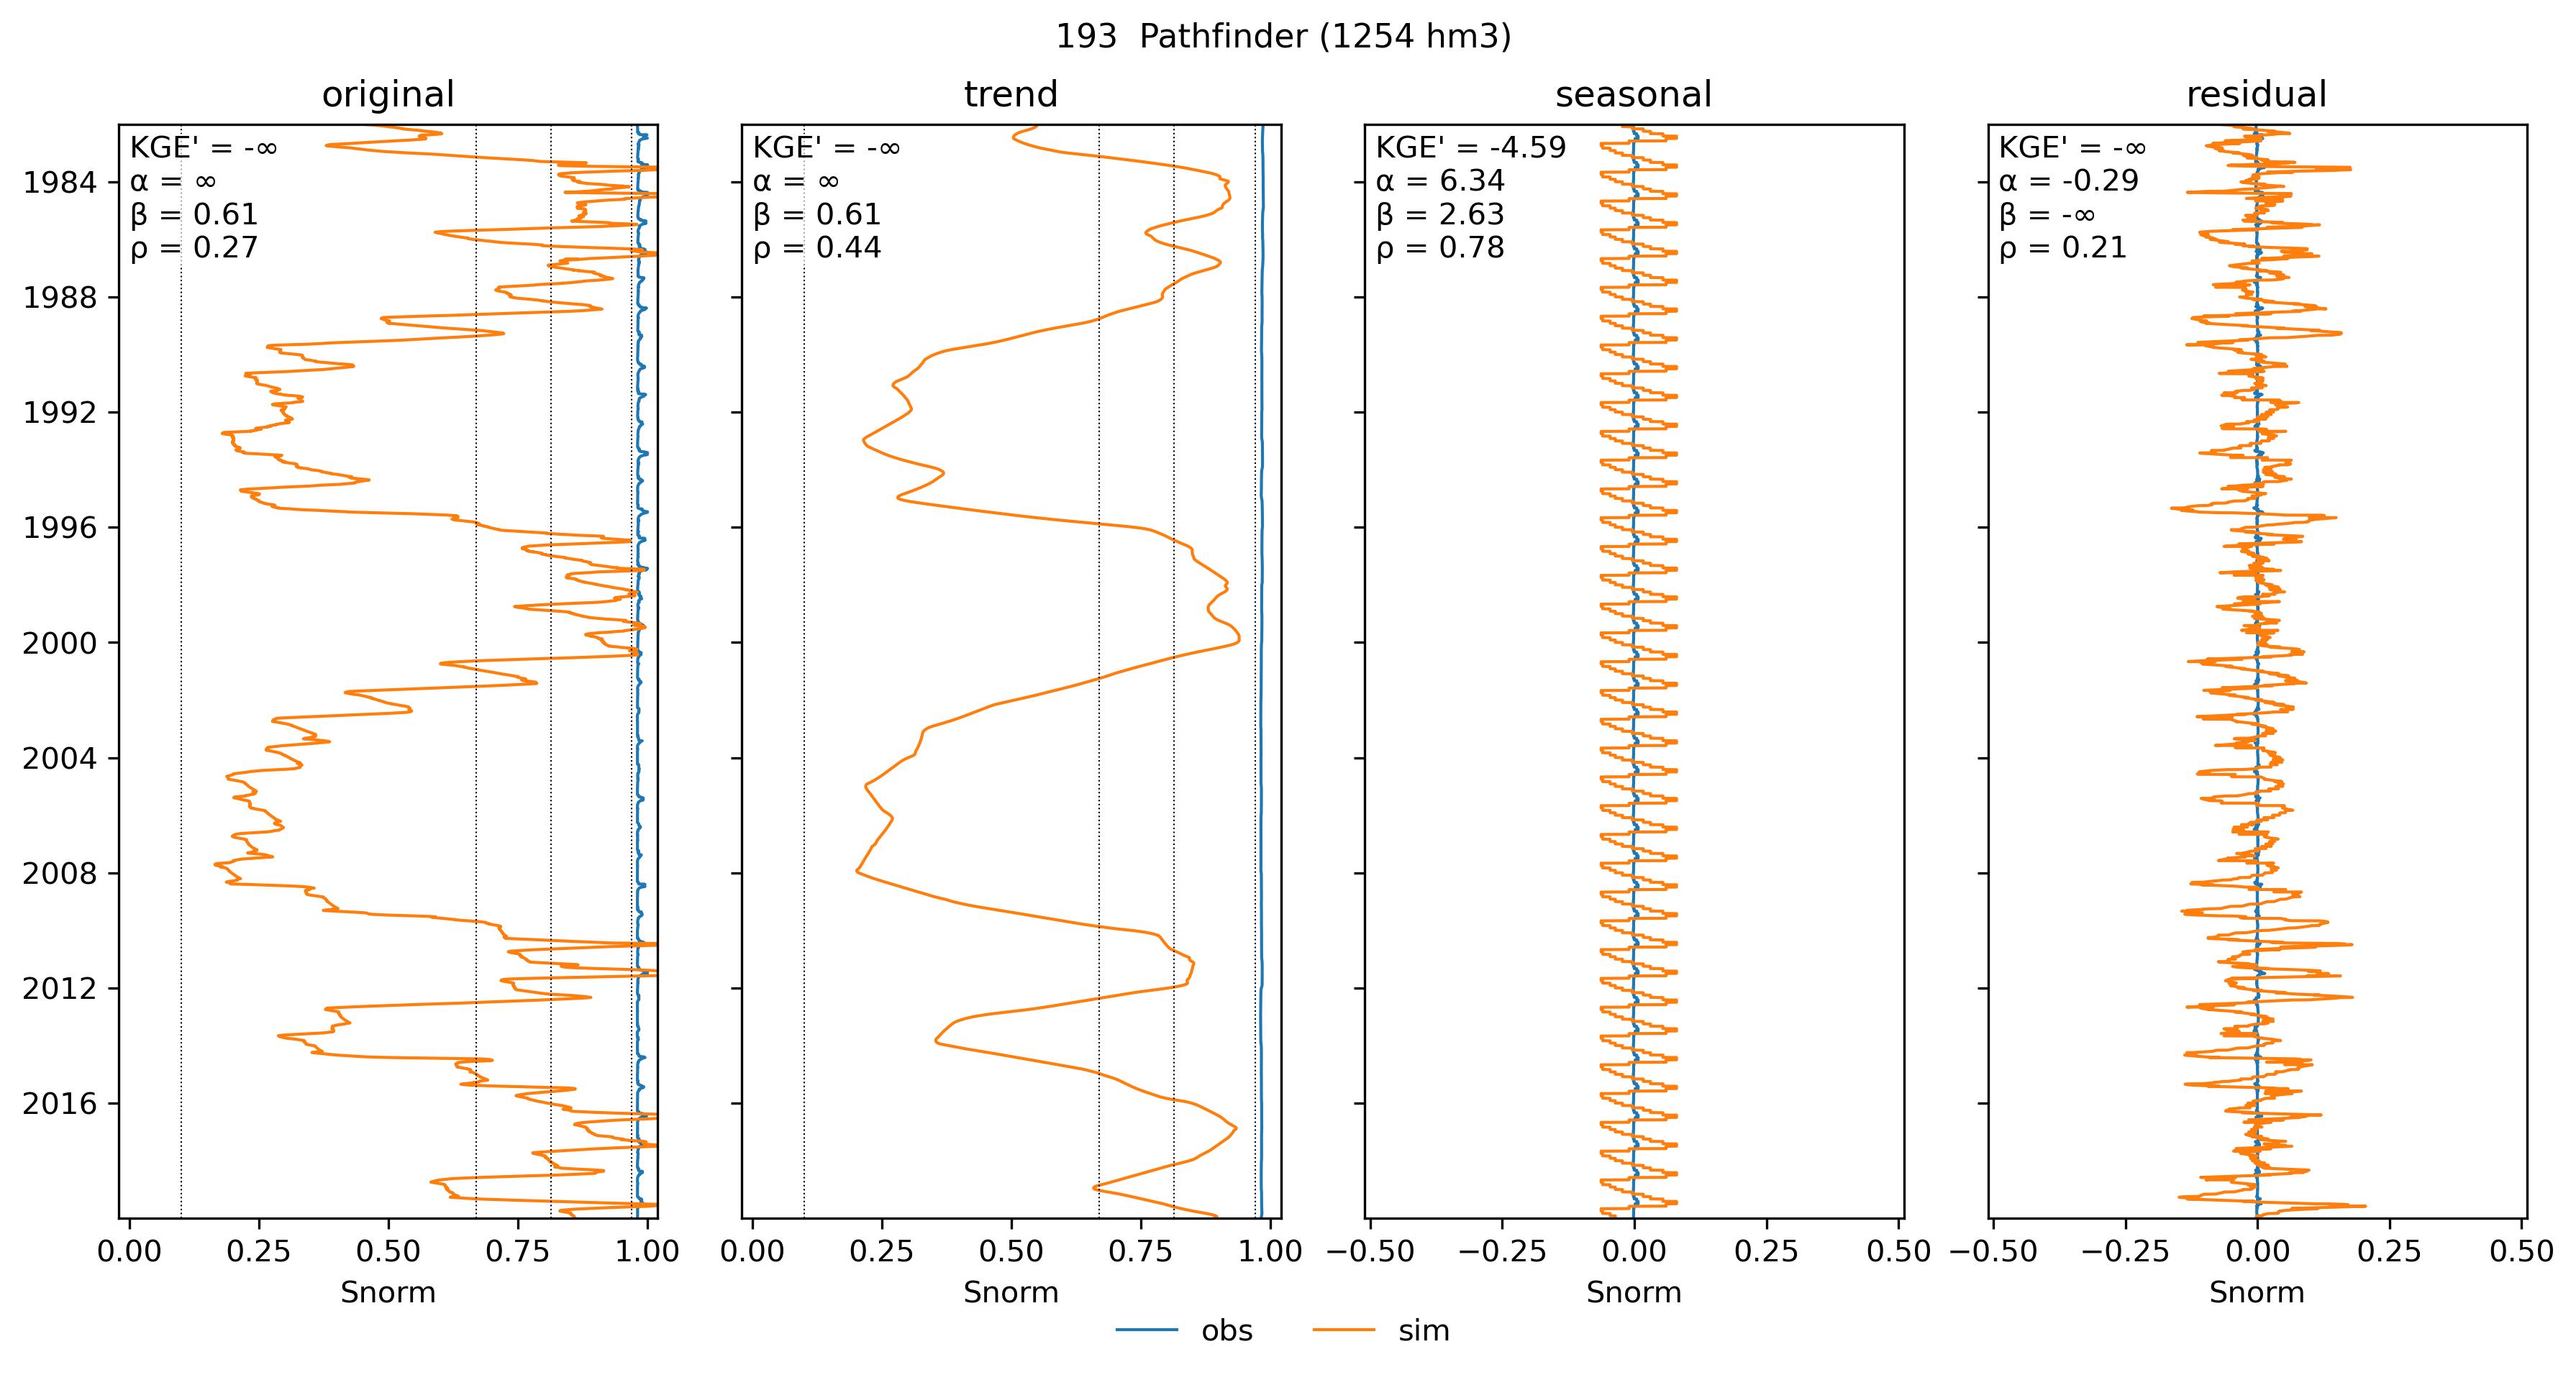 193  Pathfinder (1254 hm3)
original
trend
seasonal
residual
KGE' = -∞
α = ∞
β = 0.61
ρ = 0.27
KGE' = -∞
α = ∞
β = 0.61
ρ = 0.44
KGE' = -4.59
α = 6.34
β = 2.63
ρ = 0.78
KGE' = -∞
α = -0.29
β = -∞
ρ = 0.21
1984
1988
1992
1996
2000
2004
2008
2012
2016
0.00 0.25 0.50 0.75 1.00
0.00 0.25 0.50 0.75 1.00
−0.50 −0.25 0.00 0.25 0.50
−0.50 −0.25 0.00 0.25 0.50
Snorm
Snorm
Snorm
Snorm
obs sim